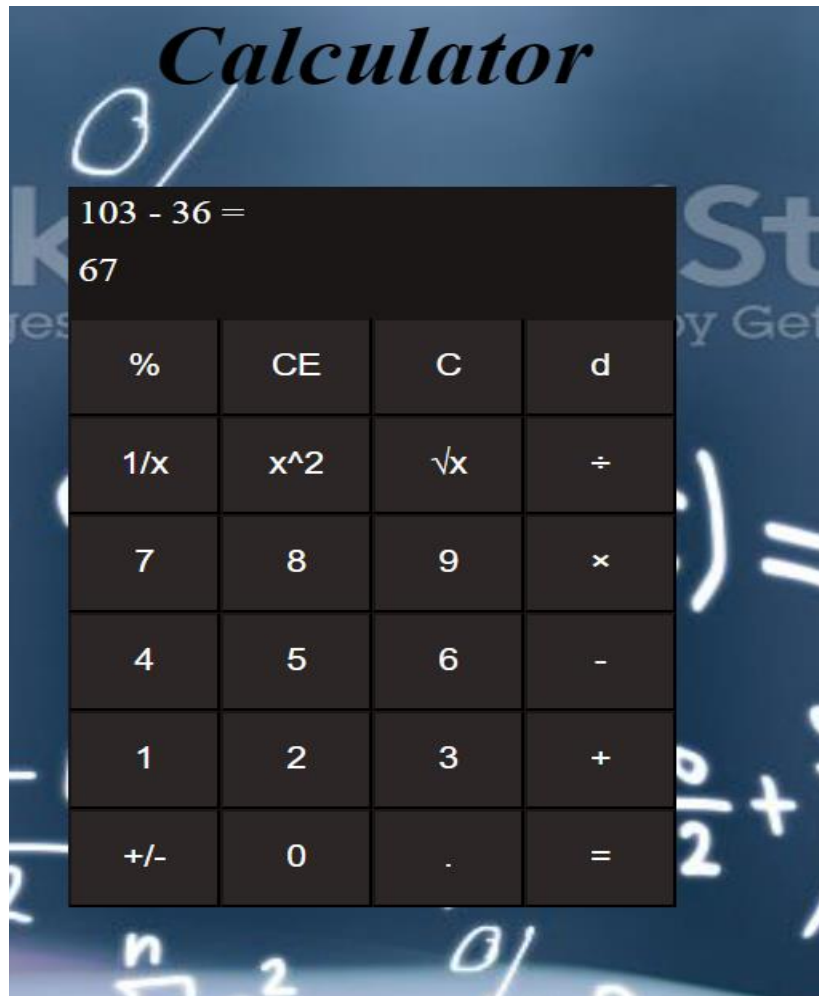 Calculator
103 - 36 =
67
% CE C d
1/x x^2 √x ÷
7 8 9 ×
4 5 6 -
1 2 3 +
+/- 0 . =